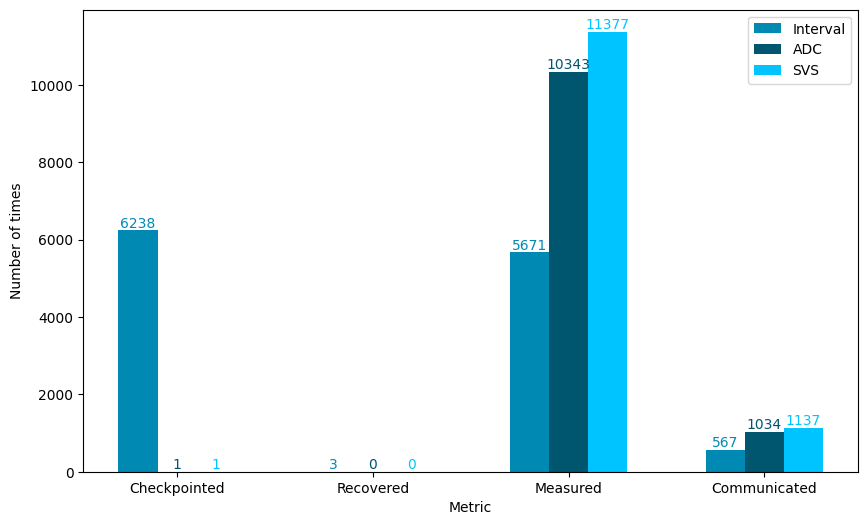 Interval
ADC
SVS
11377
10343
10000
8000
6238
6000
5671
4000
2000
1034
1137
567
0
1
1
3
0
0
Checkpointed
Recovered
Measured
Communicated
Number of times
Metric